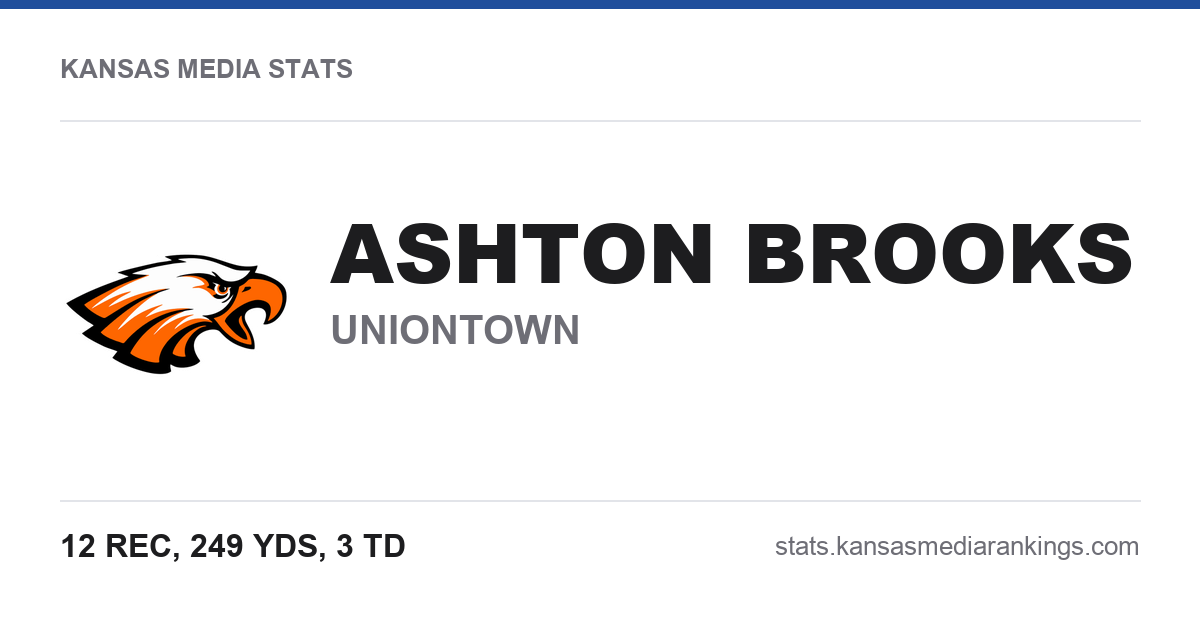 KANSAS MEDIA STATS
ASHTON BROOKS
UNIONTOWN
12 REC, 249 YDS, 3 TD
stats.kansasmediarankings.com